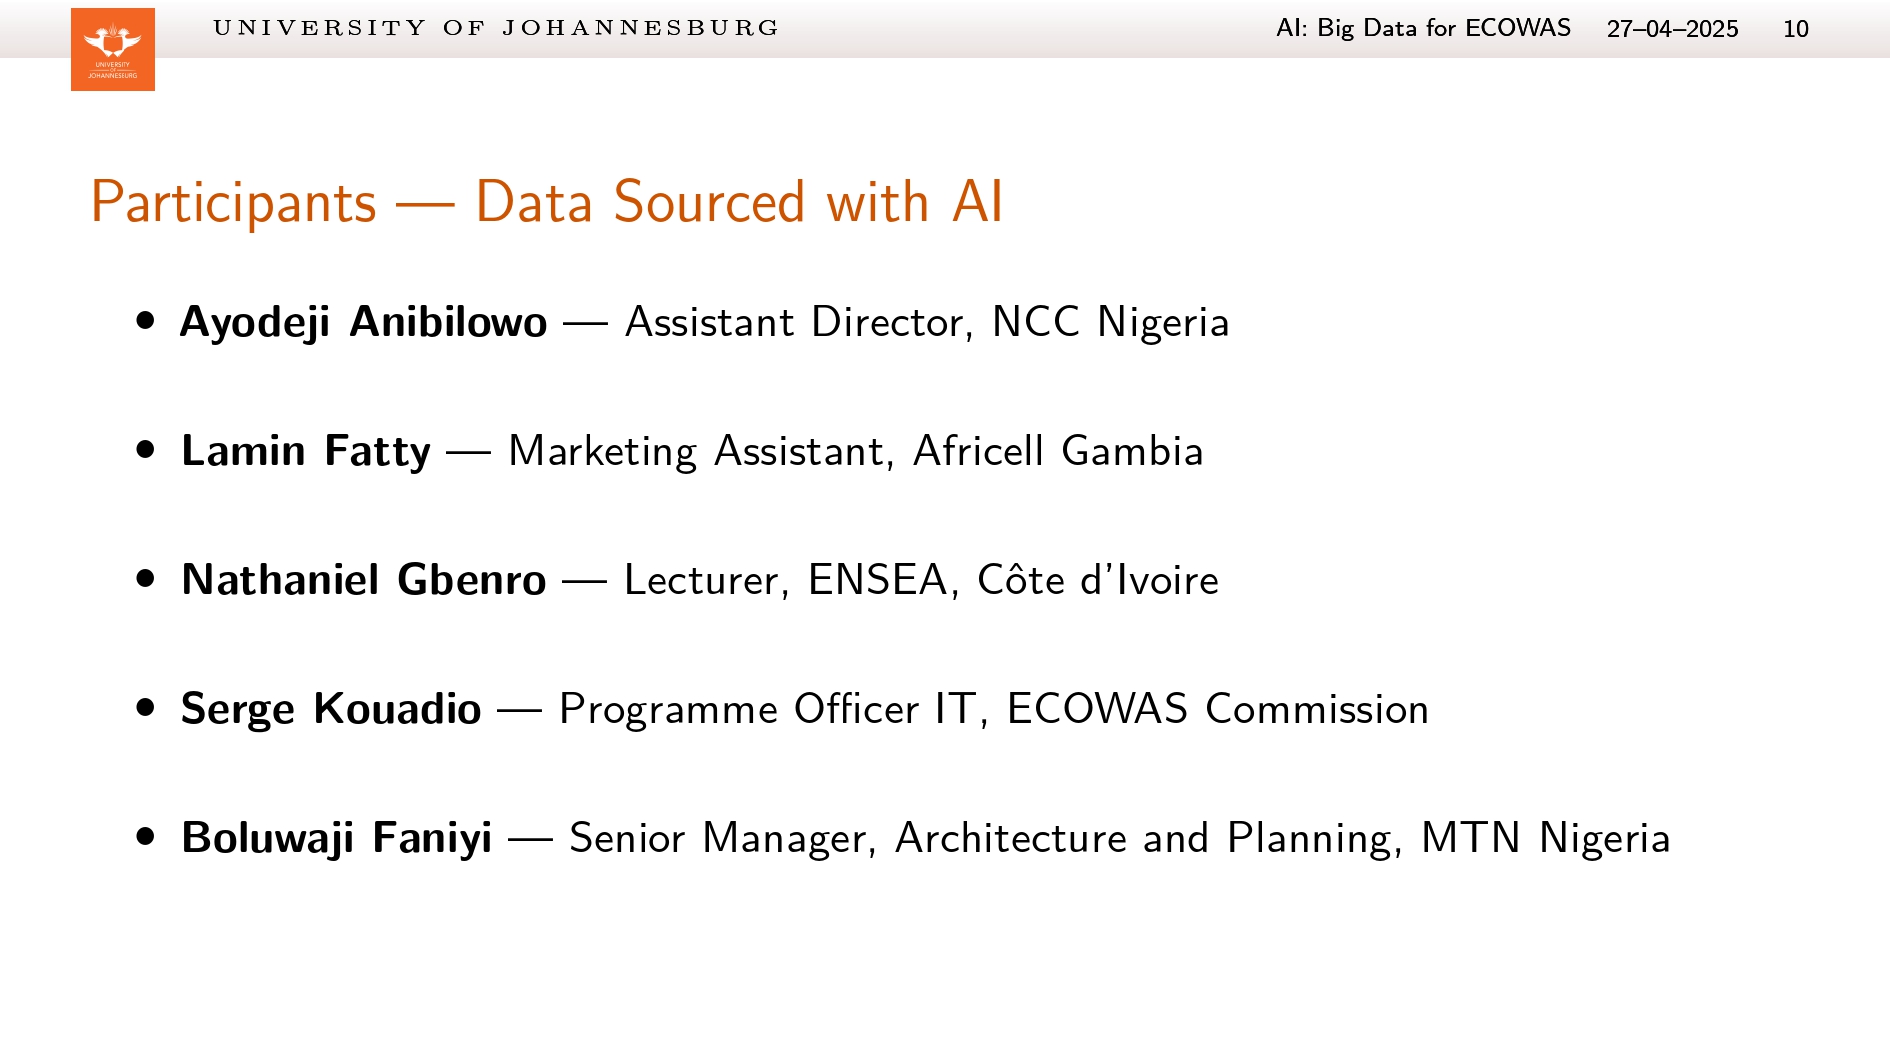 UNIVERSITY OF JOHANNESBURG
AI: Big Data for ECOWAS 27–04–2025 10
UNIVERSITY
OF
JOHANNESBURG
Participants — Data Sourced with AI
• Ayodeji Anibilowo — Assistant Director, NCC Nigeria
• Lamin Fatty — Marketing Assistant, Africell Gambia
• Nathaniel Gbenro — Lecturer, ENSEA, Côte d’Ivoire
• Serge Kouadio — Programme Officer IT, ECOWAS Commission
• Boluwaji Faniyi — Senior Manager, Architecture and Planning, MTN Nigeria